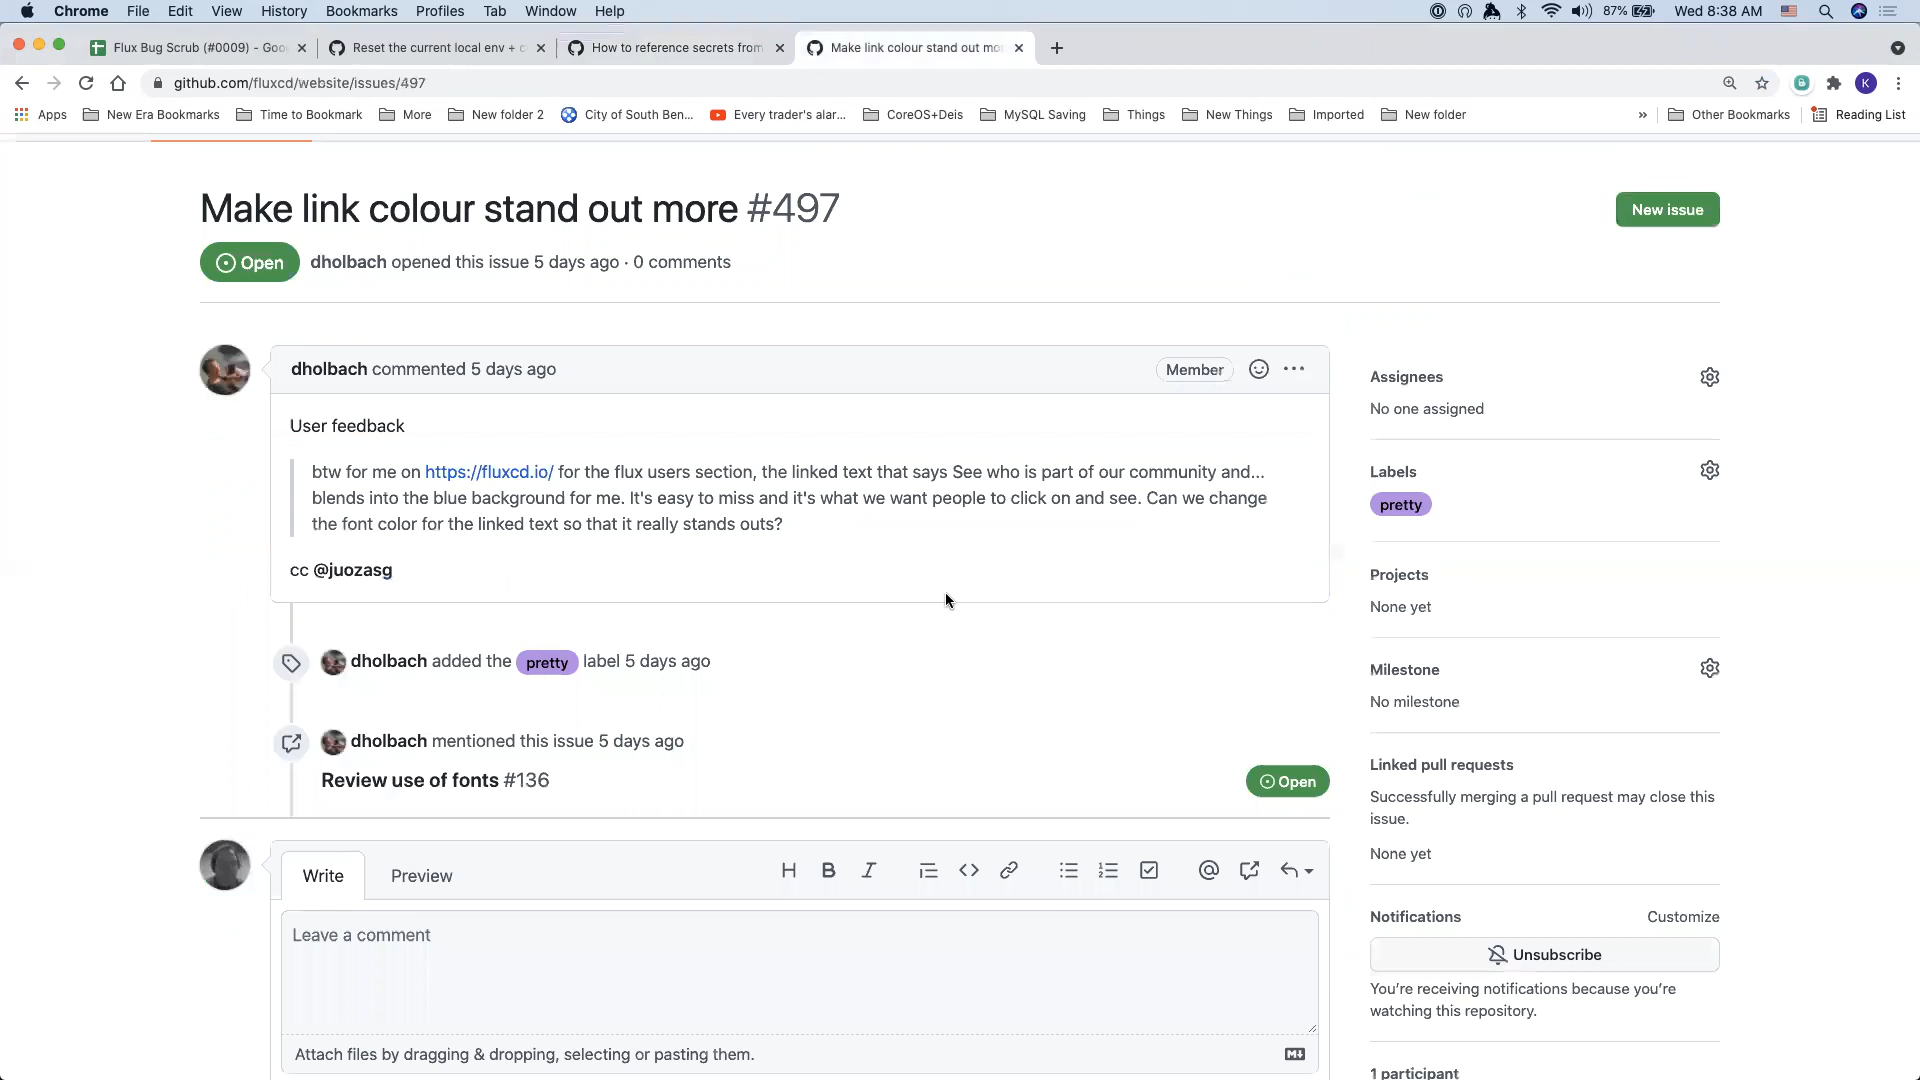 Chrome File Edit View History Bookmarks Profiles Tab Window Help 87% Wed 8:38 AM
Flux Bug Scrub (#0009) - Goo Reset the current local env + c How to reference secrets from Make link colour stand out mo
github.com/fluxcd/website/issues/497 K
Apps New Era Bookmarks Time to Bookmark More New folder 2 City of South Ben... Every trader's alar... CoreOS+Deis MySQL Saving Things New Things Imported New folder » Other Bookmarks Reading List
Make link colour stand out more #497
New issue
Open dholbach opened this issue 5 days ago · 0 comments
dholbach commented 5 days ago Member
User feedback
btw for me on https://fluxcd.io/ for the flux users section, the linked text that says See who is part of our community and...
blends into the blue background for me. It's easy to miss and it's what we want people to click on and see. Can we change
the font color for the linked text so that it really stands outs?
cc @juozasg
dholbach added the pretty label 5 days ago
dholbach mentioned this issue 5 days ago
Review use of fonts #136
Open
Write Preview H B I @
Leave a comment
Attach files by dragging & dropping, selecting or pasting them.
Assignees
No one assigned
Labels
pretty
Projects
None yet
Milestone
No milestone
Linked pull requests
Successfully merging a pull request may close this
issue.
None yet
Notifications Customize
Unsubscribe
You're receiving notifications because you're
watching this repository.
1 participant